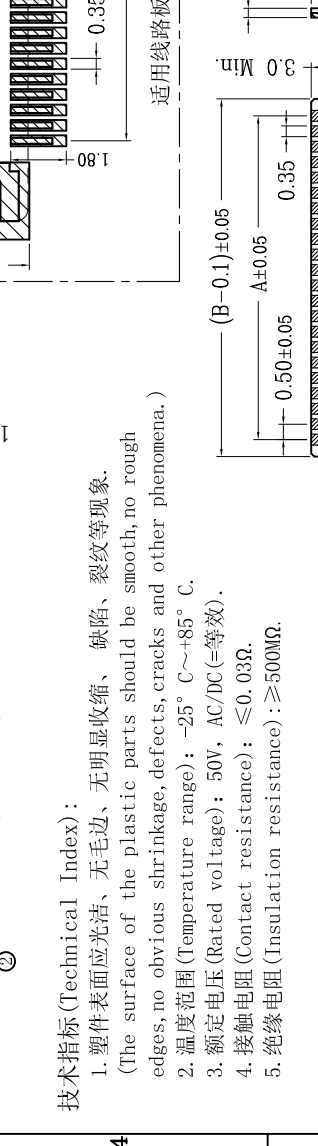 0.35
1.80
适用线路板
3.0 Min.
(B-0.1)±0.05
A±0.05
0.35
0.50±0.05
②
4
技术指标(Technical Index):
1. 塑件表面应光洁、无毛边、无明显收缩、 缺陷、裂纹等现象.
(The surface of the plastic parts should be smooth,no rough
edges,no obvious shrinkage,defects,cracks and other phenomena.)
2. 温度范围(Temperature range): -25° C～+85° C.
3. 额定电压(Rated voltage): 50V, AC/DC(=等效).
4. 接触电阻(Contact resistance): ≤0.03Ω.
5. 绝缘电阻(Insulation resistance):≥500MΩ.